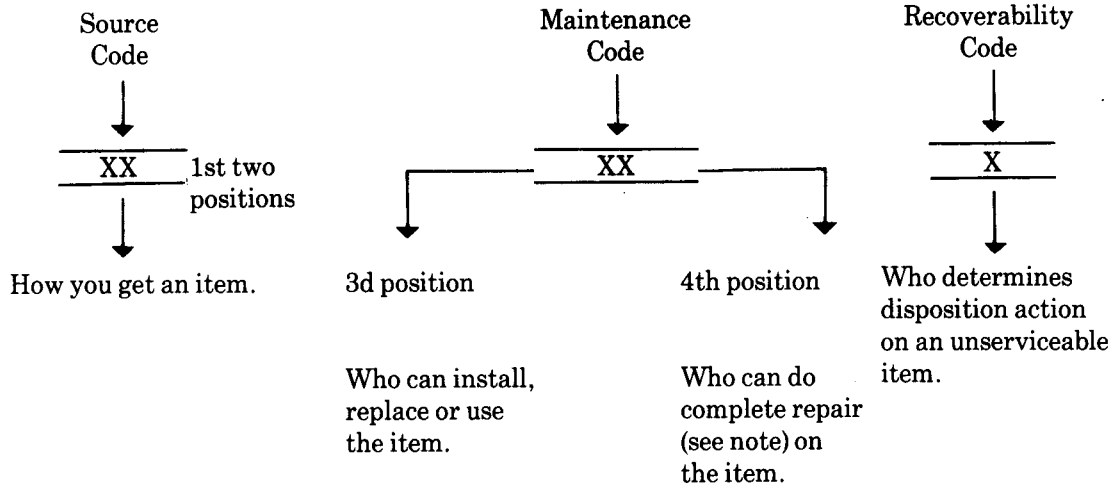 Source
Code
XX
1st two
positions
How you get an item.
Maintenance
Code
XX
3d position
Who can install,
replace or use
the item.
4th position
Who can do
complete repair
(see note) on
the item.
Recoverability
Code
X
Who determines
disposition action
on an unserviceable
item.